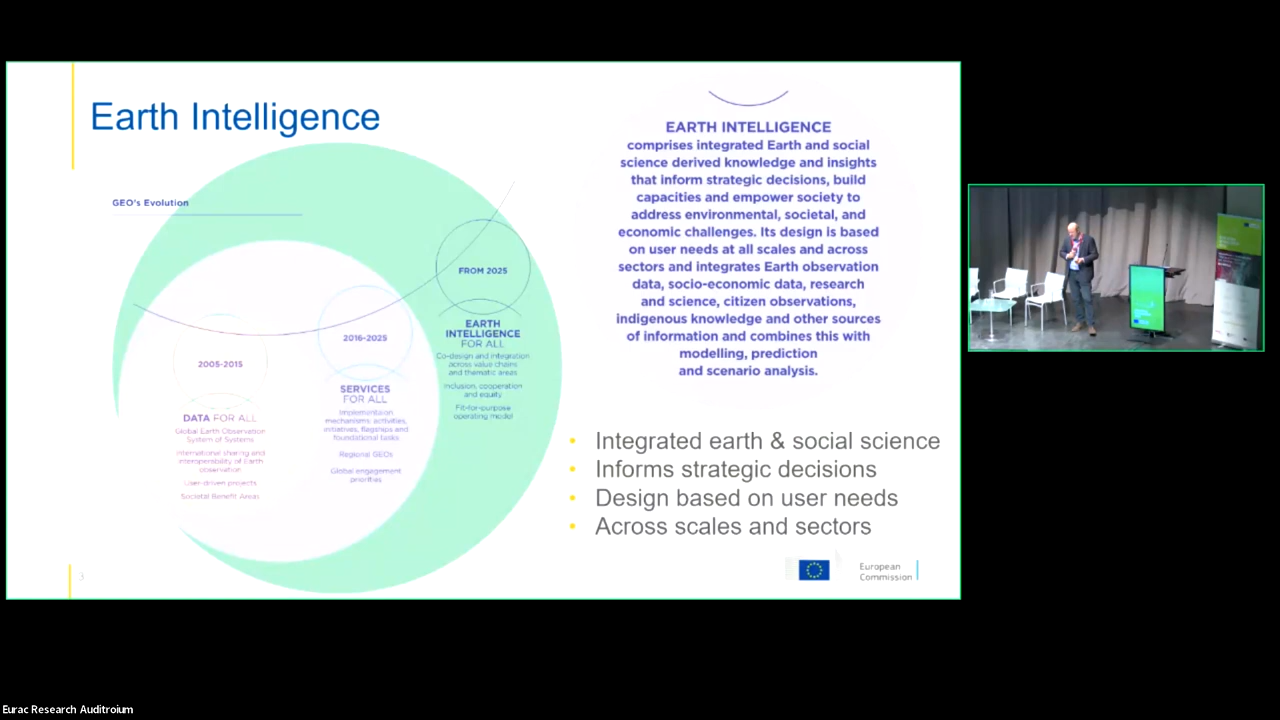 Earth Intelligence
GEO's Evolution
2005-2015
DATA FOR ALL
Global Earth Observation
System of Systems
International sharing and
interoperability of Earth
observation
User-driven projects
Societal Benefit Areas
2016-2025
SERVICES
FOR ALL
Implementation
mechanisms: activities,
initiatives, flagships and
foundational tasks
Regional GEOs
Global engagement
priorities
FROM 2025
EARTH
INTELLIGENCE
FOR ALL
Co-design and integration
across value chains
and thematic areas
Inclusion, cooperation
and equity
Fit-for-purpose
operating model
EARTH INTELLIGENCE
comprises integrated Earth and social
science derived knowledge and insights
that inform strategic decisions, build
capacities and empower society to
address environmental, societal, and
economic challenges. Its design is based
on user needs at all scales and across
sectors and integrates Earth observation
data, socio-economic data, research
and science, citizen observations,
indigenous knowledge and other sources
of information and combines this with
modelling, prediction
and scenario analysis.
• Integrated earth & social science
• Informs strategic decisions
• Design based on user needs
• Across scales and sectors
3
European
Commission
Eurac Research Auditroium